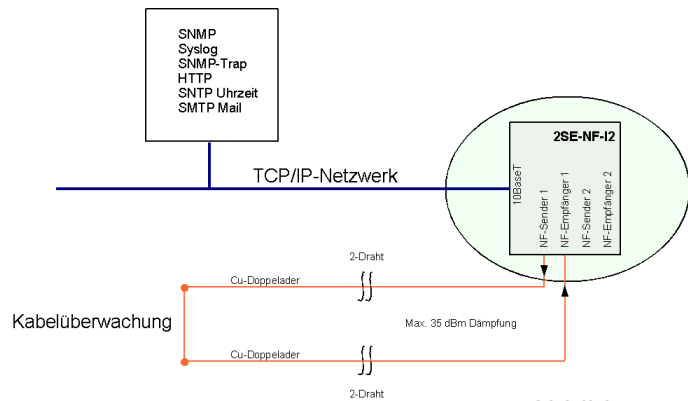 SNMP
Syslog
SNMP-Trap
HTTP
SNTP Uhrzeit
SMTP Mail
2SE-NF-I2
10BaseT
NF-Sender 1
NF-Empfänger 1
NF-Sender 2
NF-Empfänger 2
TCP/IP-Netzwerk
2-Draht
Cu-Doppelader
Kabelüberwachung
Max. 35 dBm Dämpfung
Cu-Doppelader
2-Draht